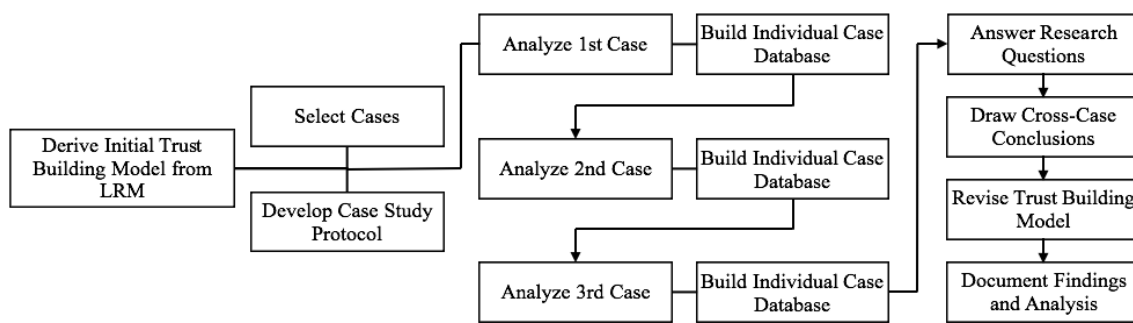 Derive Initial Trust
Building Model from
LRM
Select Cases
Develop Case Study
Protocol
Analyze 1st Case
Build Individual Case
Database
Analyze 2nd Case
Build Individual Case
Database
Analyze 3rd Case
Build Individual Case
Database
Answer Research
Questions
Draw Cross-Case
Conclusions
Revise Trust Building
Model
Document Findings
and Analysis